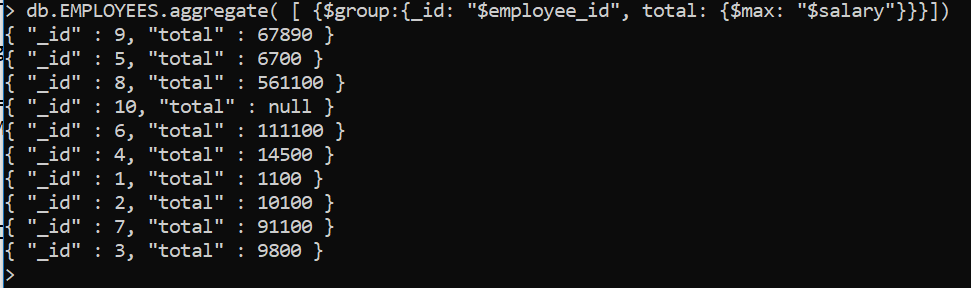 > db.EMPLOYEES.aggregate( [ {$group:{_id: "$employee_id", total: {$max: "$salary"}}}])
{ "_id" : 9, "total" : 67890 }
{ "_id" : 5, "total" : 6700 }
{ "_id" : 8, "total" : 561100 }
{ "_id" : 10, "total" : null }
{ "_id" : 6, "total" : 111100 }
{ "_id" : 4, "total" : 14500 }
{ "_id" : 1, "total" : 1100 }
{ "_id" : 2, "total" : 10100 }
{ "_id" : 7, "total" : 91100 }
{ "_id" : 3, "total" : 9800 }
>